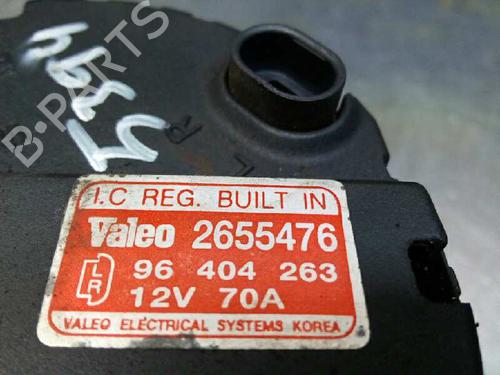 B-PARTS
I.C REG. BUILT IN
Valeo 2655476
L R 96 404 263
12V 70A
VALEO ELECTRICAL SYSTEMS KOREA
L R